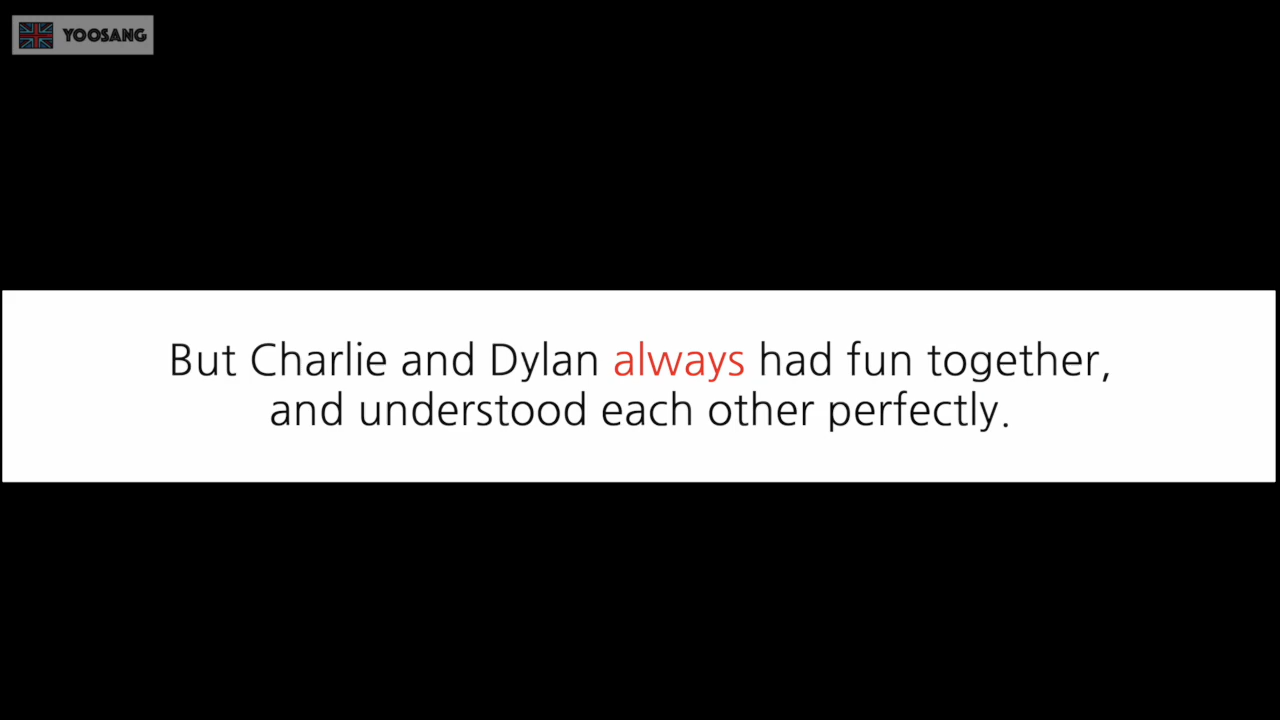 YOOSANG
But Charlie and Dylan always had fun together,
and understood each other perfectly.